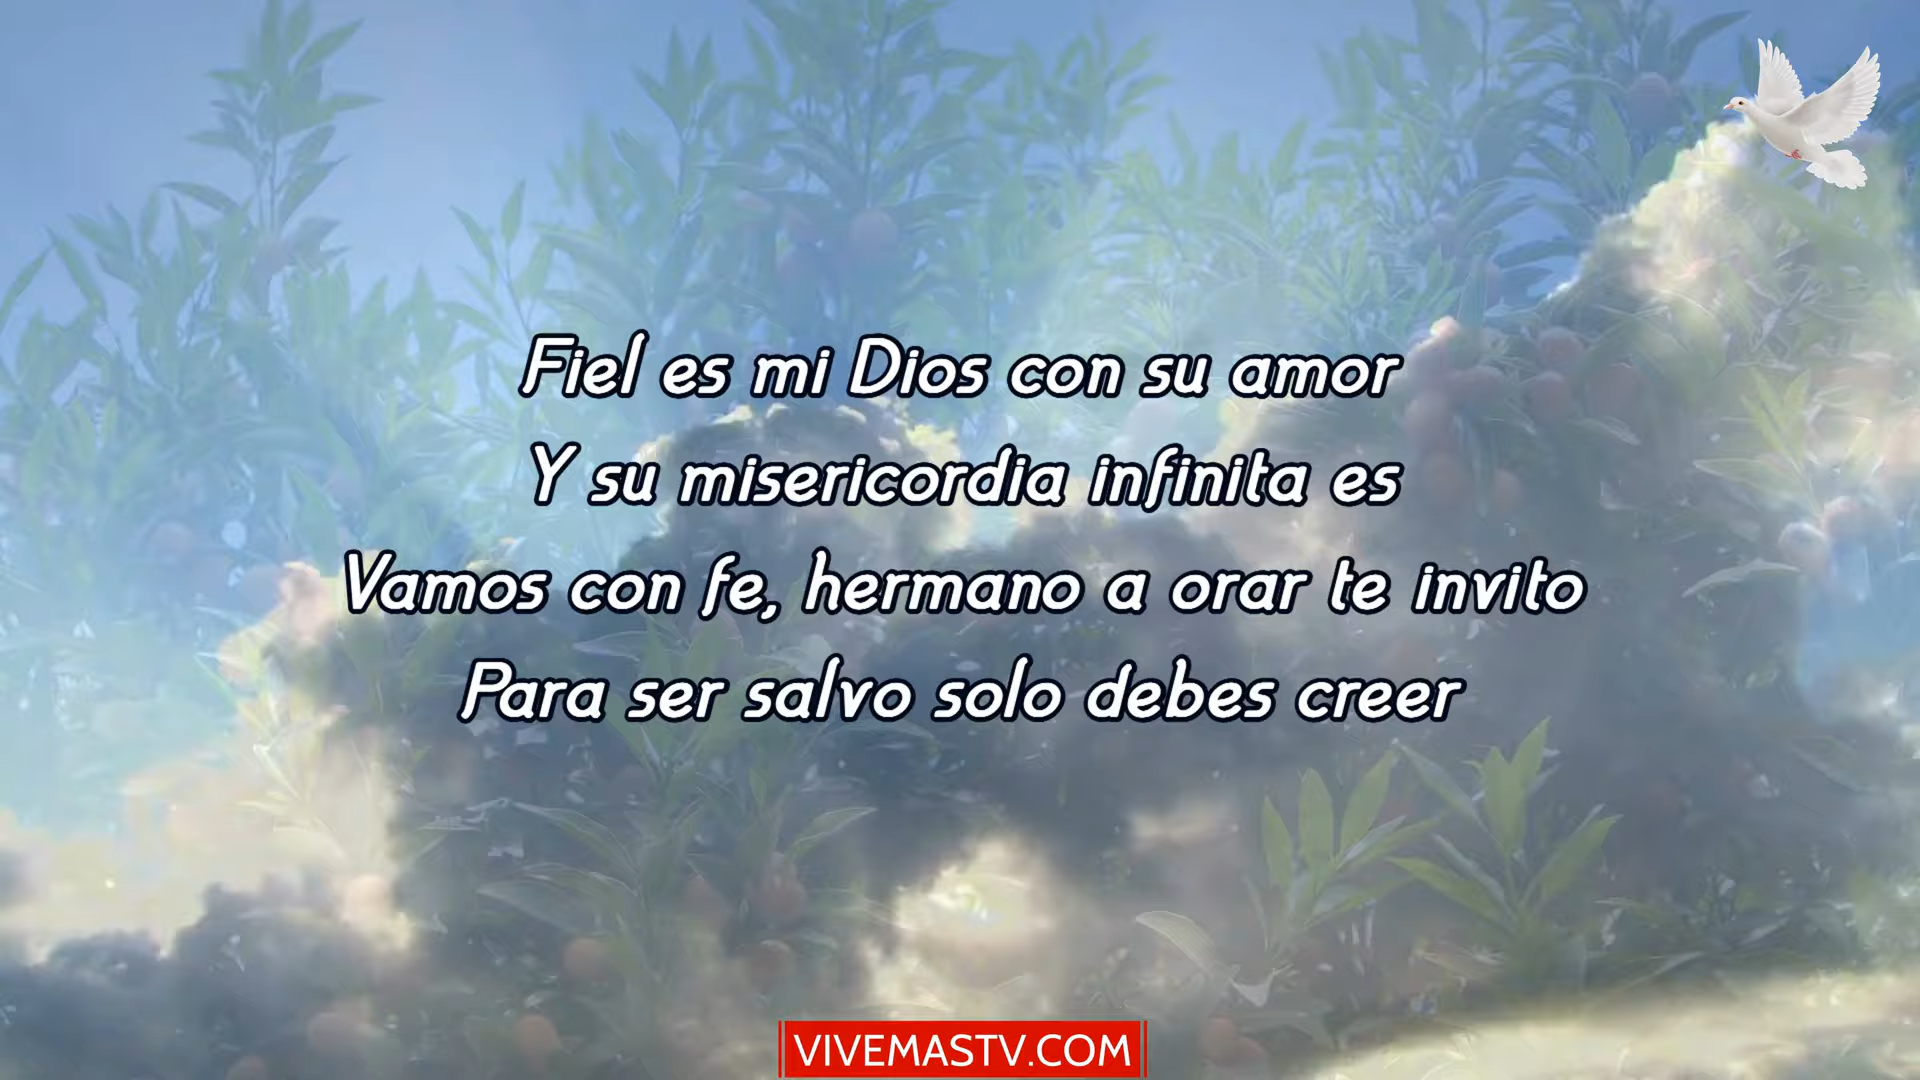 Fiel es mi Dios con su amor
Y su misericordia infinita es
Vamos con fe, hermano a orar te invito
Para ser salvo solo debes creer
VIVEMASTV.COM